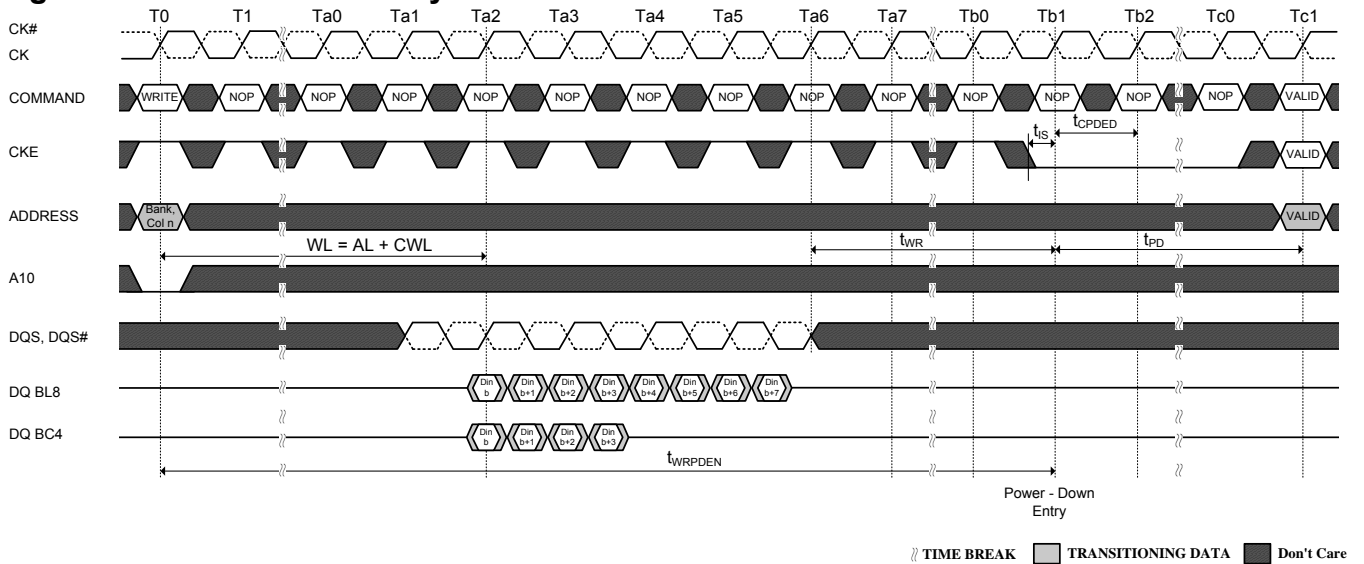 T0 T1 Ta0 Ta1 Ta2 Ta3 Ta4 Ta5 Ta6 Ta7 Tb0 Tb1 Tb2 Tc0 Tc1
CK#
CK
COMMAND WRITE NOP NOP NOP NOP NOP NOP NOP NOP NOP NOP NOP NOP NOP VALID
tIS tCPDED
CKE VALID
ADDRESS Bank, Col n VALID
WL = AL + CWL tWR tPD
A10
DQS, DQS#
DQ BL8 Din b Din b+1 Din b+2 Din b+3 Din b+4 Din b+5 Din b+6 Din b+7
DQ BC4 Din b Din b+1 Din b+2 Din b+3
tWRPDEN
Power - Down
Entry
TIME BREAK TRANSITIONING DATA Don't Care